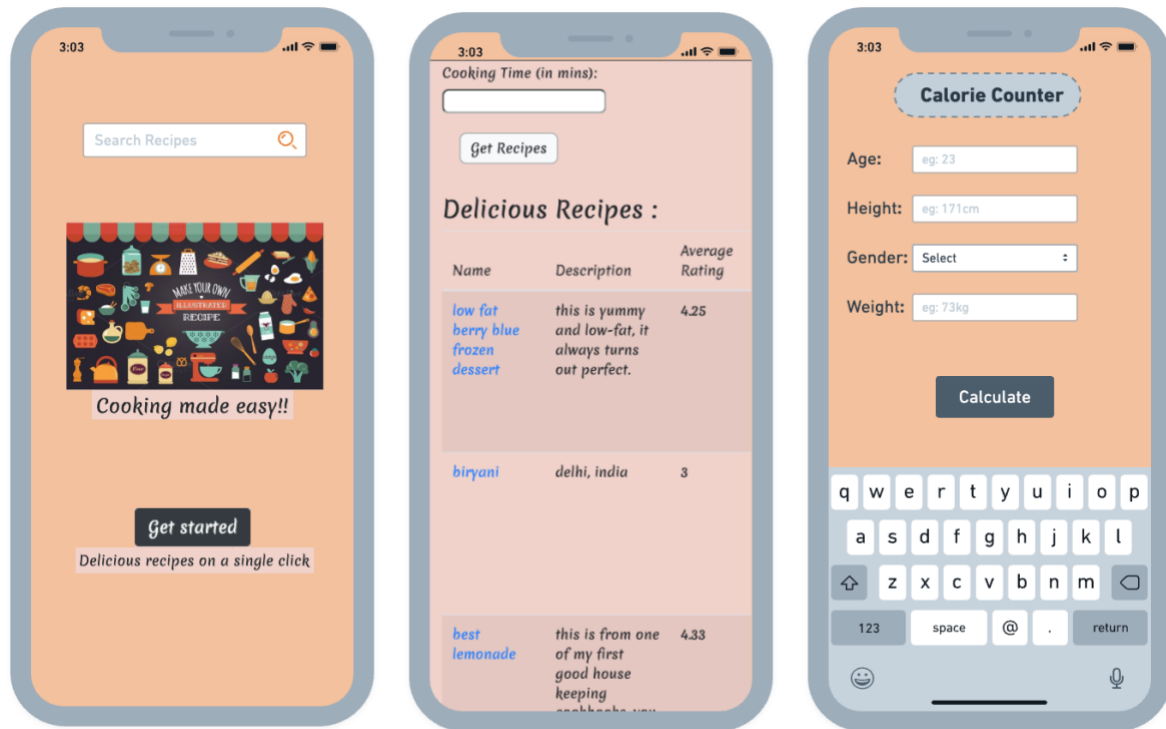 3:03
Search Recipes
MAKE YOUR OWN
ILLUSTRATED
RECIPE
Cooking made easy!!
Get started
Delicious recipes on a single click
3:03
Cooking Time (in mins):
Get Recipes
Delicious Recipes :
Name Description Average Rating
low fat
berry blue
frozen
dessert
this is yummy
and low-fat, it
always turns
out perfect.
4.25
biryani
delhi, india
3
best
lemonade
this is from one
of my first
good house
keeping
4.33
3:03
Calorie Counter
Age: eg: 23
Height: eg: 171cm
Gender: Select
Weight: eg: 73kg
Calculate
q w e r t y u i o p
a s d f g h j k l
z x c v b n m
123 space @ . return